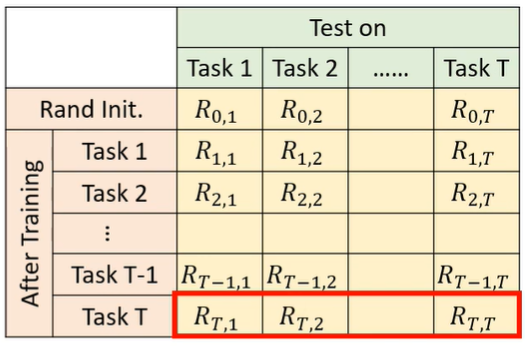 Test on
Task 1 Task 2 ...... Task T
Rand Init. R_{0,1} R_{0,2} R_{0,T}
After Training
Task 1 R_{1,1} R_{1,2} R_{1,T}
Task 2 R_{2,1} R_{2,2} R_{2,T}
⋮
Task T-1 R_{T−1,1} R_{T−1,2} R_{T−1,T}
Task T R_{T,1} R_{T,2} R_{T,T}